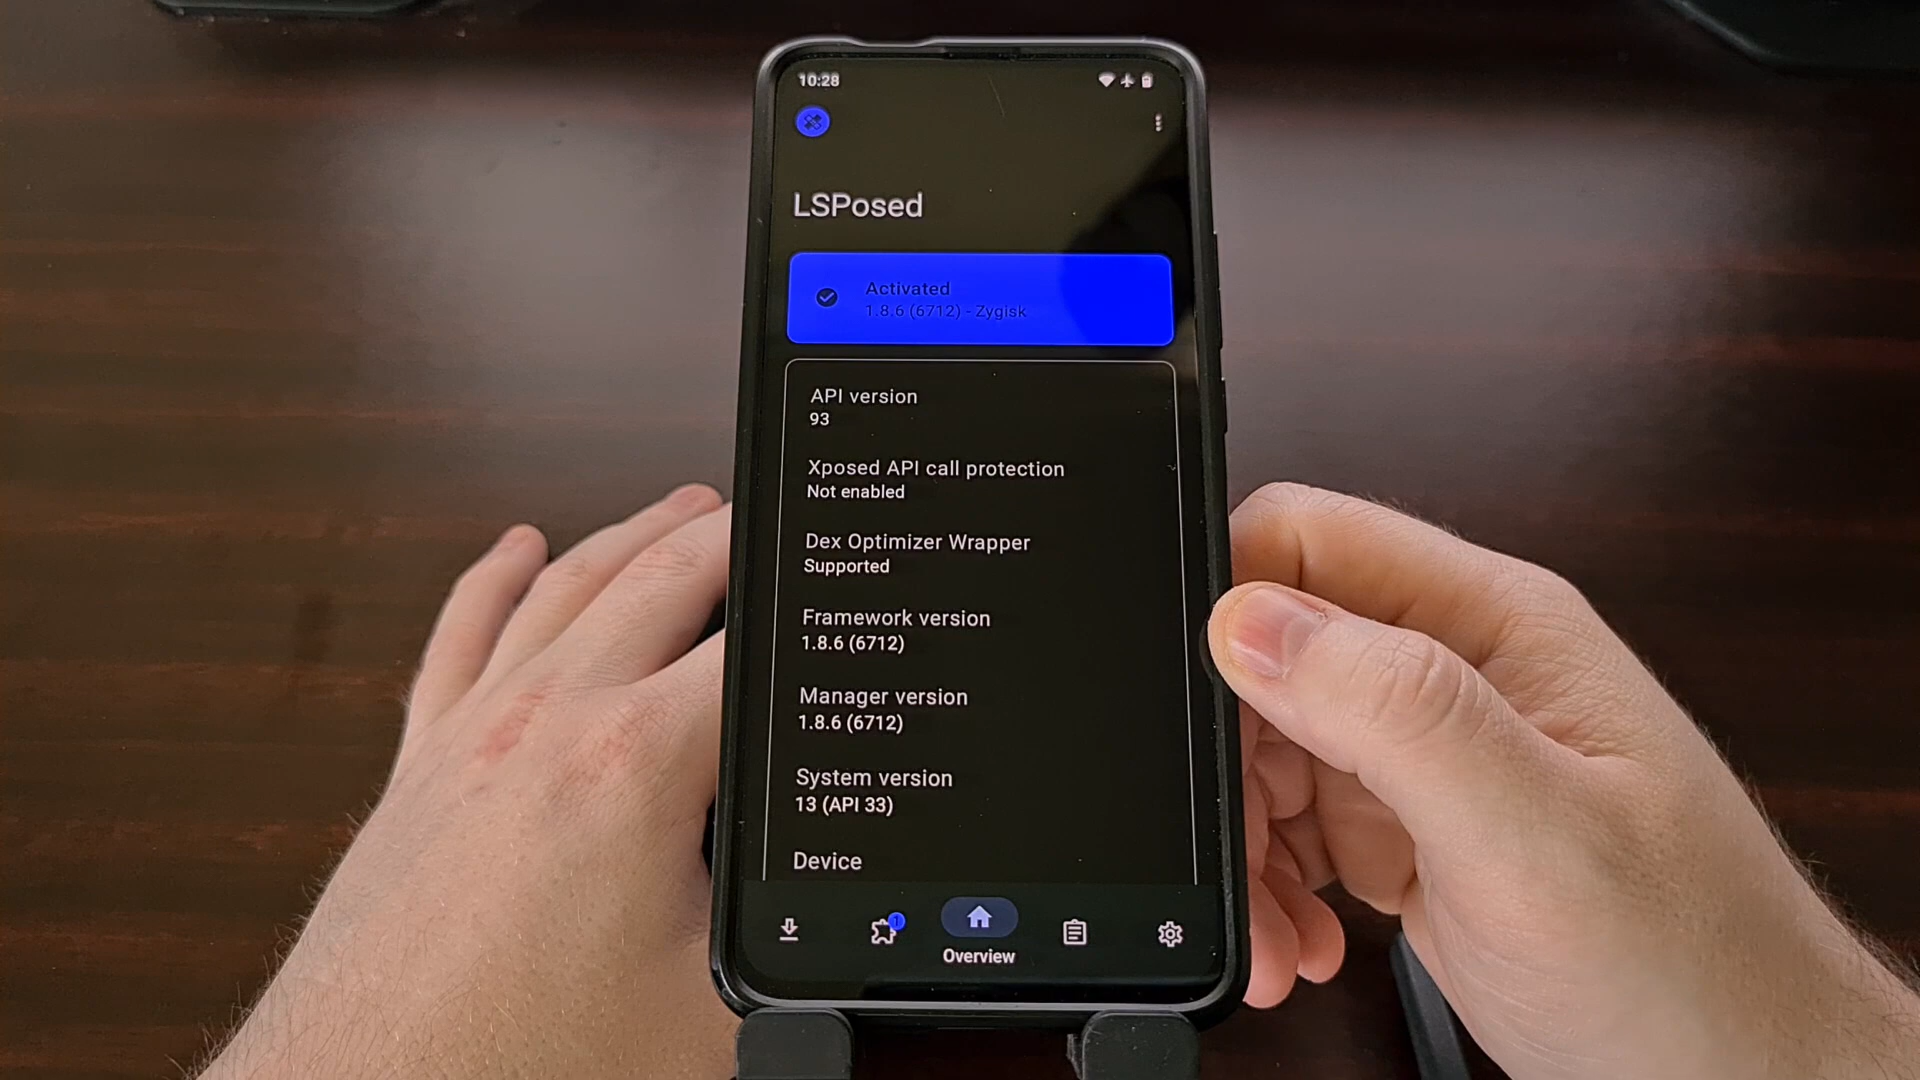 10:28
LSPosed
Activated
1.8.6 (6712) - Zygisk
API version
93
Xposed API call protection
Not enabled
Dex Optimizer Wrapper
Supported
Framework version
1.8.6 (6712)
Manager version
1.8.6 (6712)
System version
13 (API 33)
Device
1
Overview